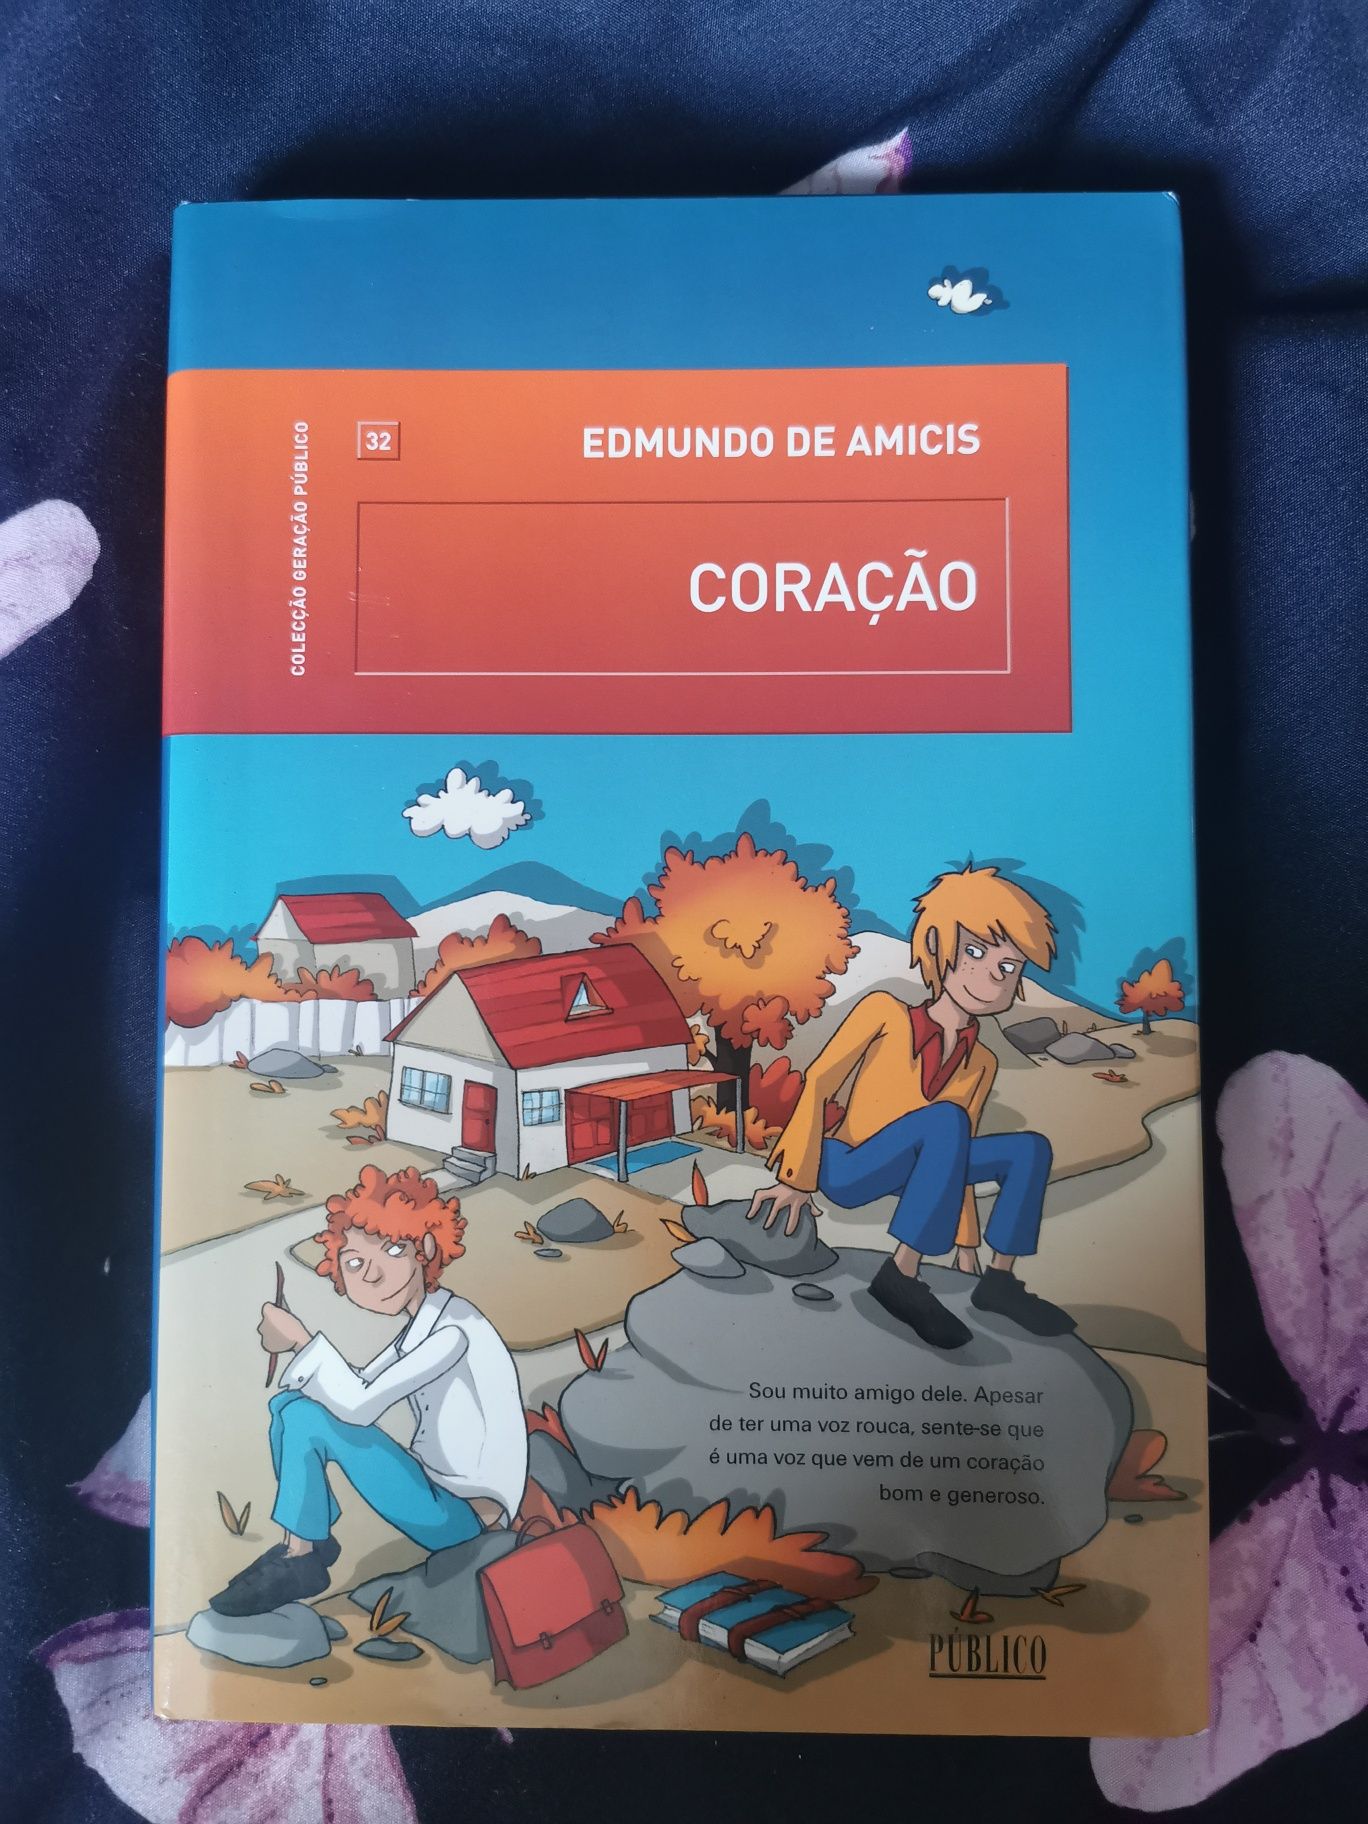 COLECÇÃO GERAÇÃO PÚBLICO
32
EDMUNDO DE AMICIS
CORAÇÃO
Sou muito amigo dele. Apesar
de ter uma voz rouca, sente-se que
é uma voz que vem de um coração
bom e generoso.
PÚBLICO